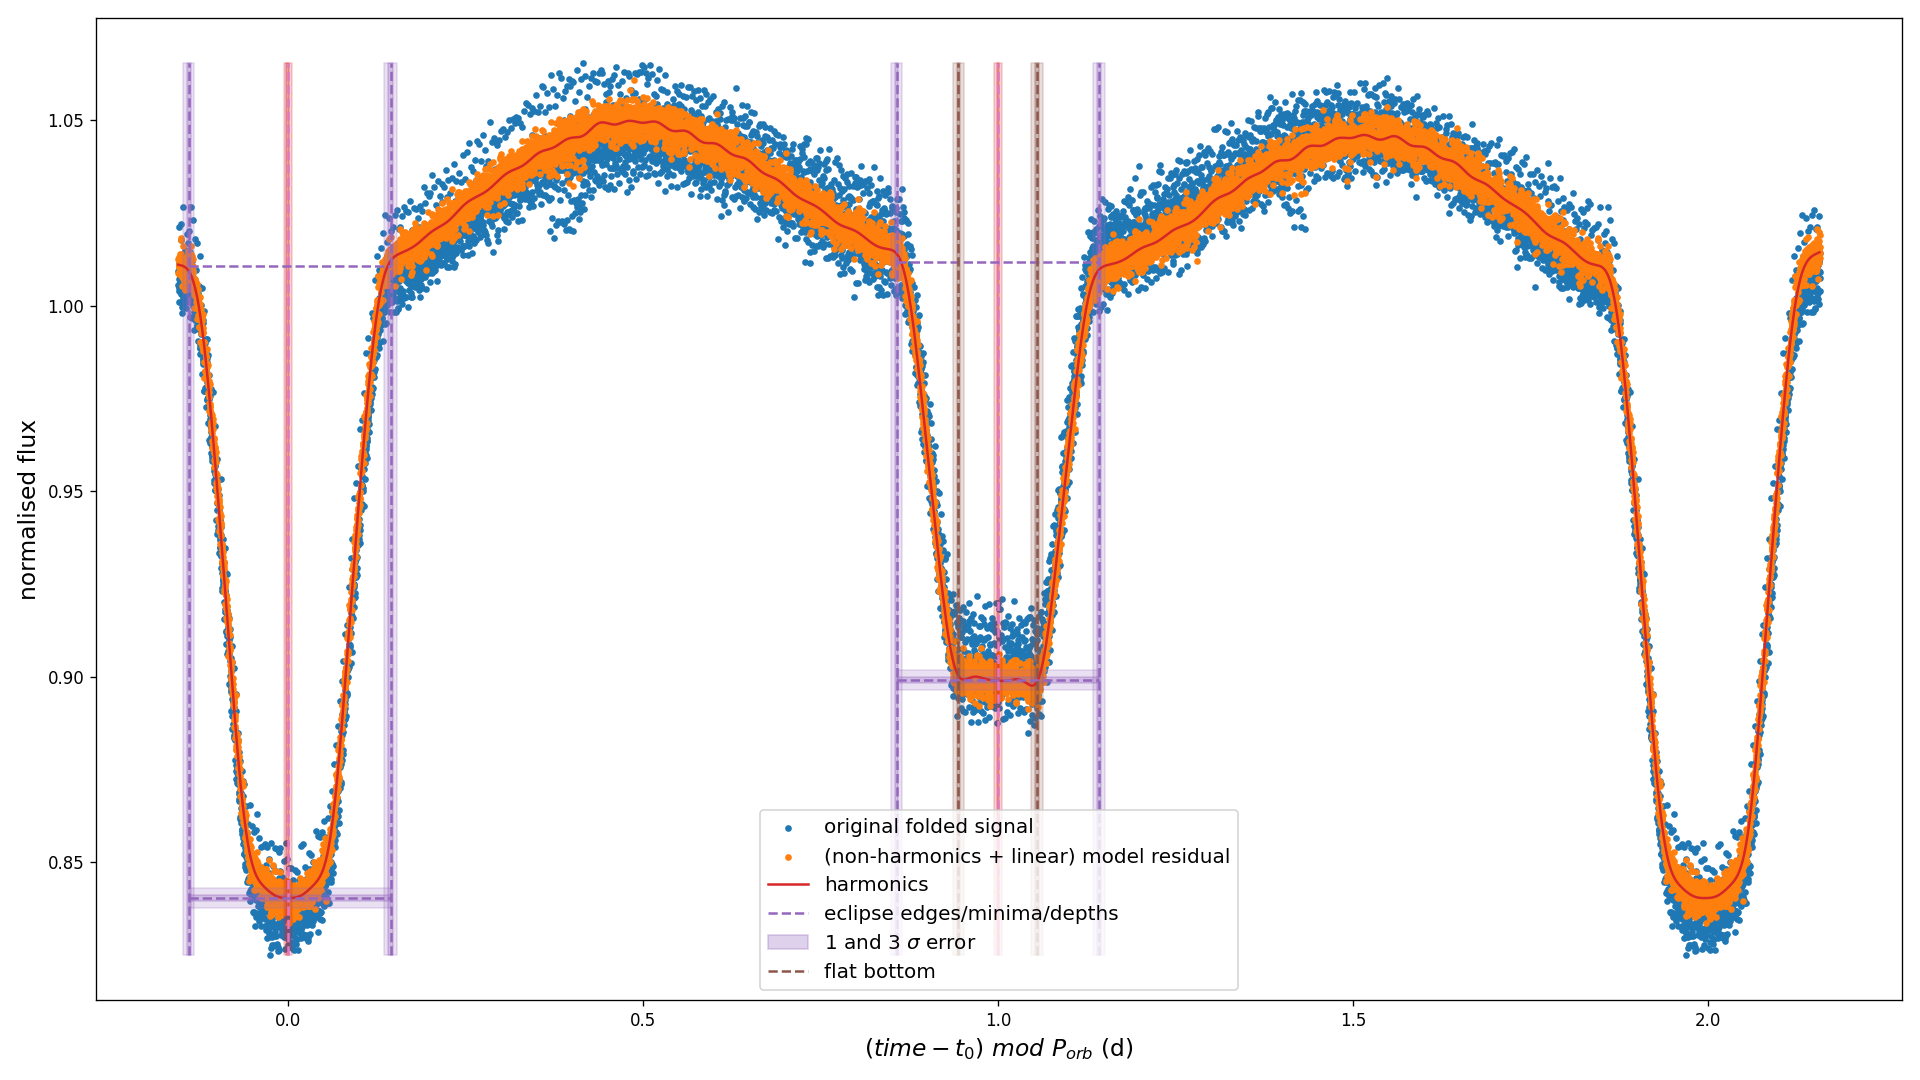 normalised flux
1.05
1.00
0.95
0.90
0.85
original folded signal
(non-harmonics + linear) model residual
harmonics
eclipse edges/minima/depths
1 and 3 σ error
flat bottom
0.0 0.5 1.0 1.5 2.0
(time − t₀) mod Pₒᵣb (d)